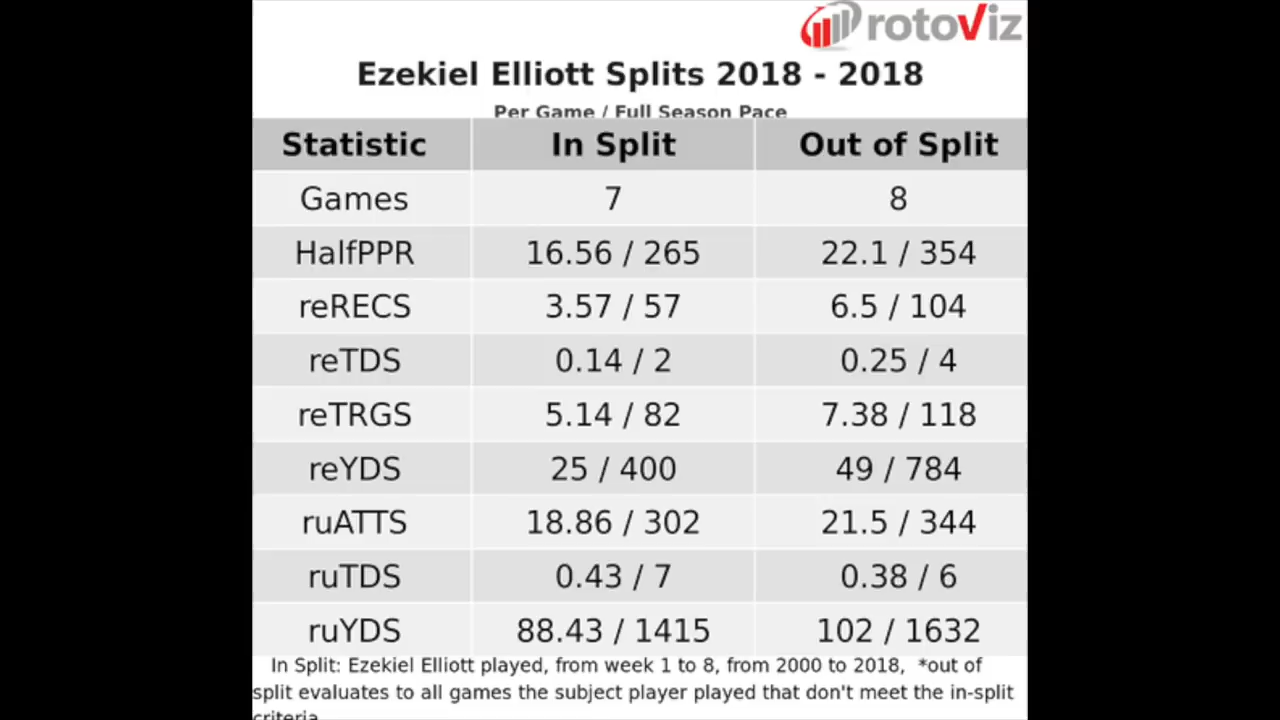 rotoViz
Ezekiel Elliott Splits 2018 - 2018
Per Game / Full Season Pace
Statistic In Split Out of Split
Games 7 8
HalfPPR 16.56 / 265 22.1 / 354
reRECS 3.57 / 57 6.5 / 104
reTDS 0.14 / 2 0.25 / 4
reTRGS 5.14 / 82 7.38 / 118
reYDS 25 / 400 49 / 784
ruATTS 18.86 / 302 21.5 / 344
ruTDS 0.43 / 7 0.38 / 6
ruYDS 88.43 / 1415 102 / 1632
In Split: Ezekiel Elliott played, from week 1 to 8, from 2000 to 2018, *out of
split evaluates to all games the subject player played that don't meet the in-split
criteria